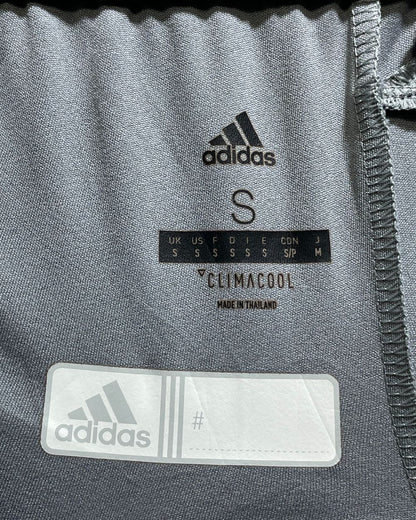 adidas
S
UK US F D I E CDN J
S S S S S S S/P M
CLIMACOOL
MADE IN THAILAND
adidas #